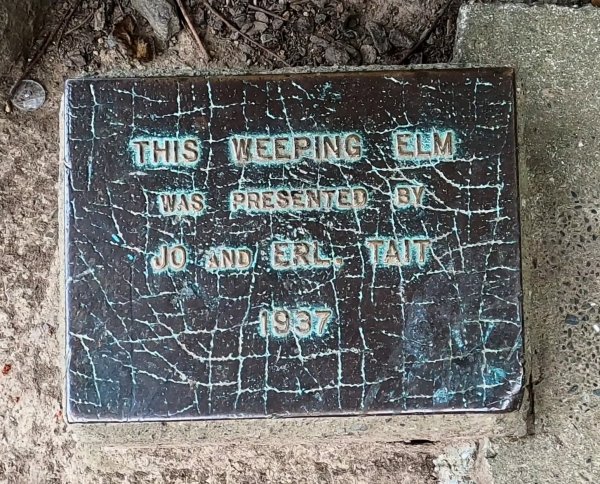 THIS WEEPING ELM
WAS PRESENTED BY
JO AND ERL. TAIT
1937